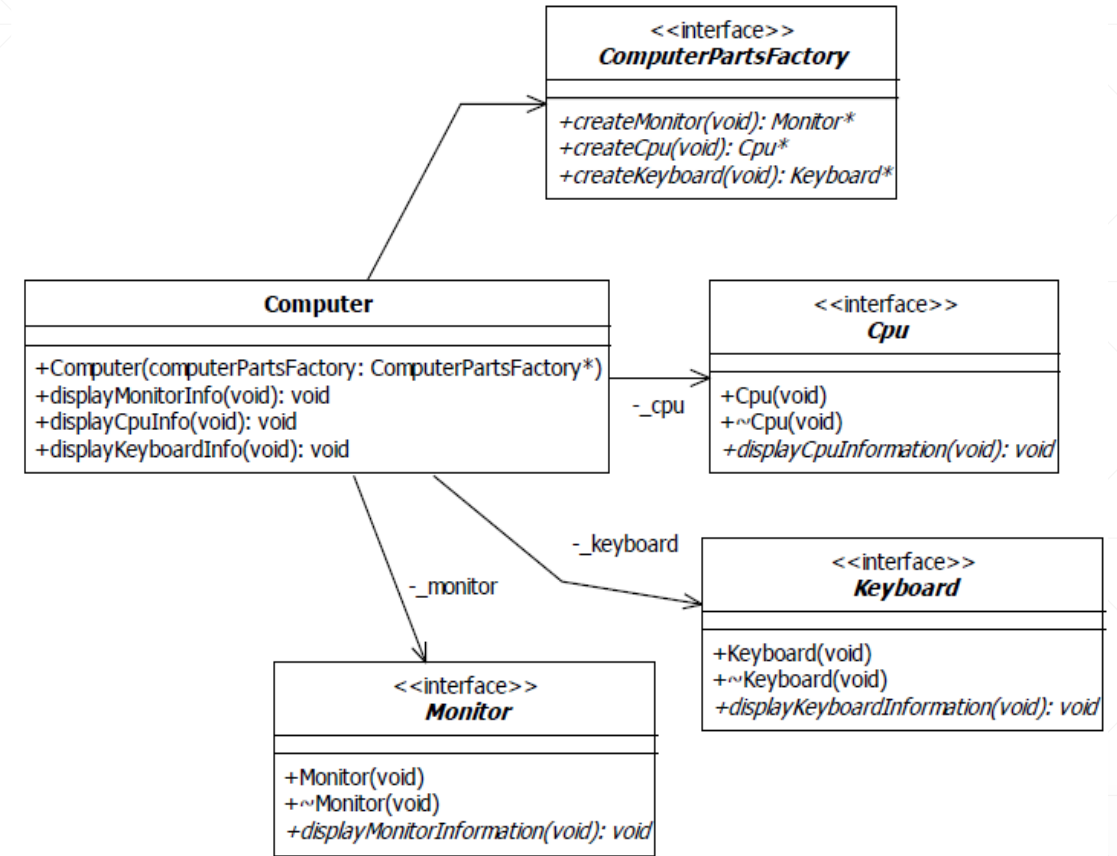 <<interface>>
ComputerPartsFactory
+createMonitor(void): Monitor*
+createCpu(void): Cpu*
+createKeyboard(void): Keyboard*
Computer
+Computer(computerPartsFactory: ComputerPartsFactory*)
+displayMonitorInfo(void): void
+displayCpuInfo(void): void
+displayKeyboardInfo(void): void
-_cpu
<<interface>>
Cpu
+Cpu(void)
+~Cpu(void)
+displayCpuInformation(void): void
-_keyboard
<<interface>>
Keyboard
+Keyboard(void)
+~Keyboard(void)
+displayKeyboardInformation(void): void
-_monitor
<<interface>>
Monitor
+Monitor(void)
+~Monitor(void)
+displayMonitorInformation(void): void